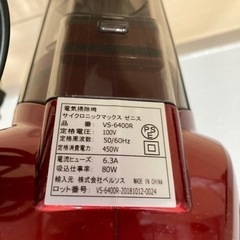 電気掃除機
サイクロニックマックス ゼニス
品番:VS-6400R
定格電圧:100V
定格周波数:50/60Hz
定格消費電力:450W
電流ヒューズ:6.3A
吸込仕事率:80W
輸入元:株式会社ベルソス MADE IN CHINA
ロット番号:VS-6400R-20181012-0024
PSE